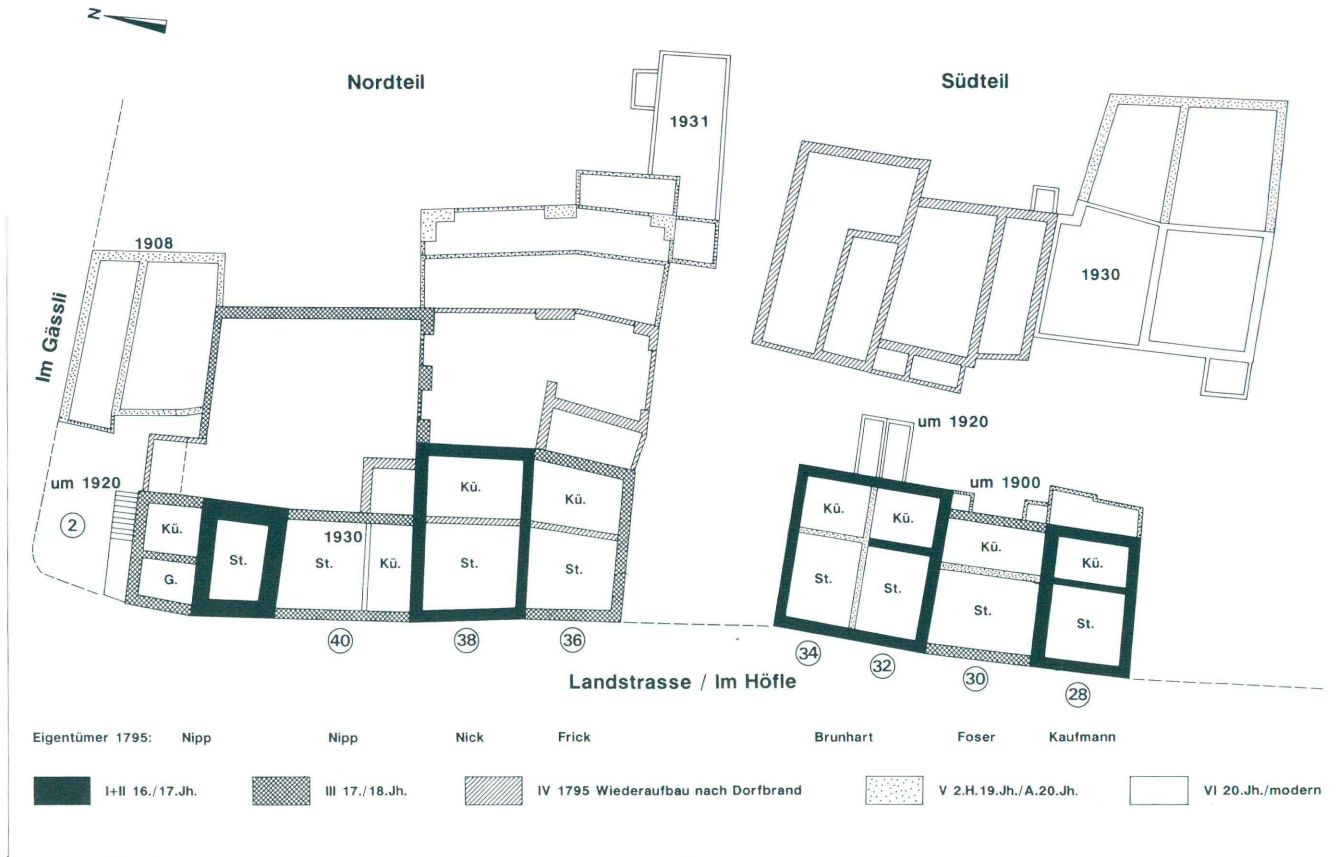 N
Nordteil
Südteil
1931
1908
1930
Im Gässli
um 1920
um 1920
um 1900
2
Kü.
G.
St.
1930
St.
Kü.
Kü.
St.
Kü.
St.
Kü.
St.
Kü.
St.
Kü.
St.
Kü.
St.
40
38
36
34
32
30
28
Landstrasse / Im Höfle
Eigentümer 1795: Nipp Nipp Nick Frick Brunhart Foser Kaufmann
I+II 16./17.Jh. III 17./18.Jh. IV 1795 Wiederaufbau nach Dorfbrand V 2.H.19.Jh./A.20.Jh. VI 20.Jh./modern